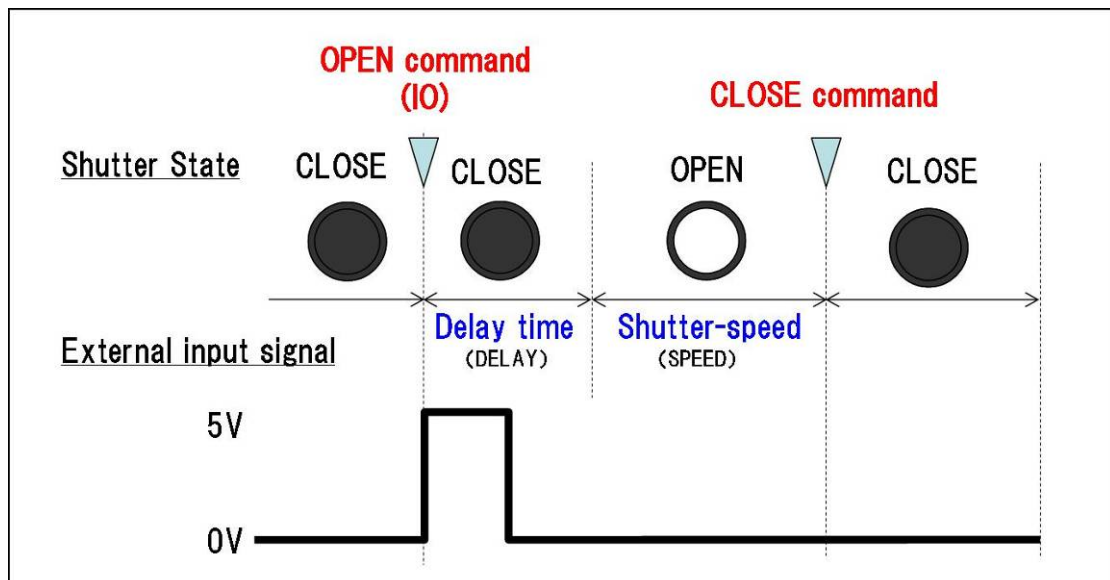 OPEN command
(IO)
CLOSE command
Shutter State
CLOSE
CLOSE
OPEN
CLOSE
Delay time
(DELAY)
Shutter-speed
(SPEED)
External input signal
5V
0V